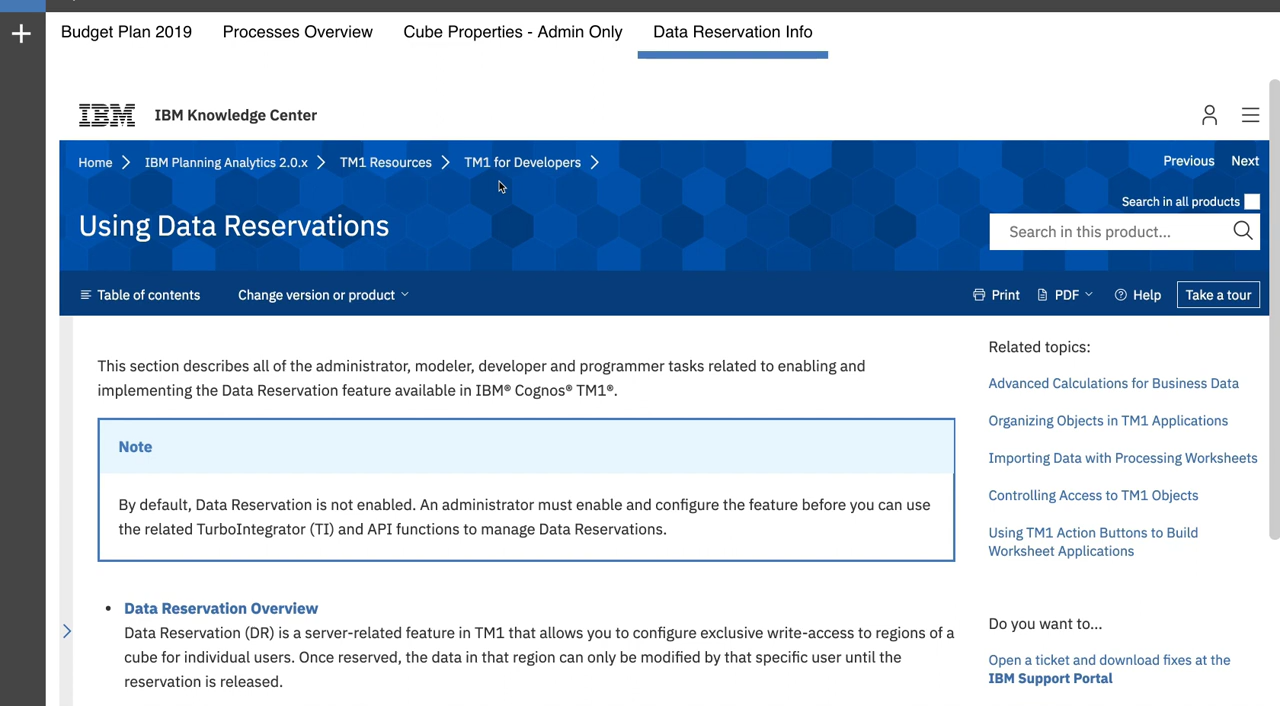 Budget Plan 2019 Processes Overview Cube Properties - Admin Only Data Reservation Info
IBM IBM Knowledge Center
Home IBM Planning Analytics 2.0.x TM1 Resources TM1 for Developers
Previous Next
Search in all products
Using Data Reservations
Search in this product...
Table of contents Change version or product
Print PDF Help Take a tour
This section describes all of the administrator, modeler, developer and programmer tasks related to enabling and
implementing the Data Reservation feature available in IBM® Cognos® TM1®.
Note
By default, Data Reservation is not enabled. An administrator must enable and configure the feature before you can use
the related TurboIntegrator (TI) and API functions to manage Data Reservations.
• Data Reservation Overview
Data Reservation (DR) is a server-related feature in TM1 that allows you to configure exclusive write-access to regions of a
cube for individual users. Once reserved, the data in that region can only be modified by that specific user until the
reservation is released.
Related topics:
Advanced Calculations for Business Data
Organizing Objects in TM1 Applications
Importing Data with Processing Worksheets
Controlling Access to TM1 Objects
Using TM1 Action Buttons to Build
Worksheet Applications
Do you want to...
Open a ticket and download fixes at the
IBM Support Portal